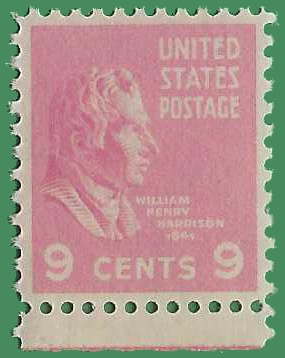 UNITED
STATES
POSTAGE
WILLIAM
HENRY
HARRISON
1841
9 CENTS 9